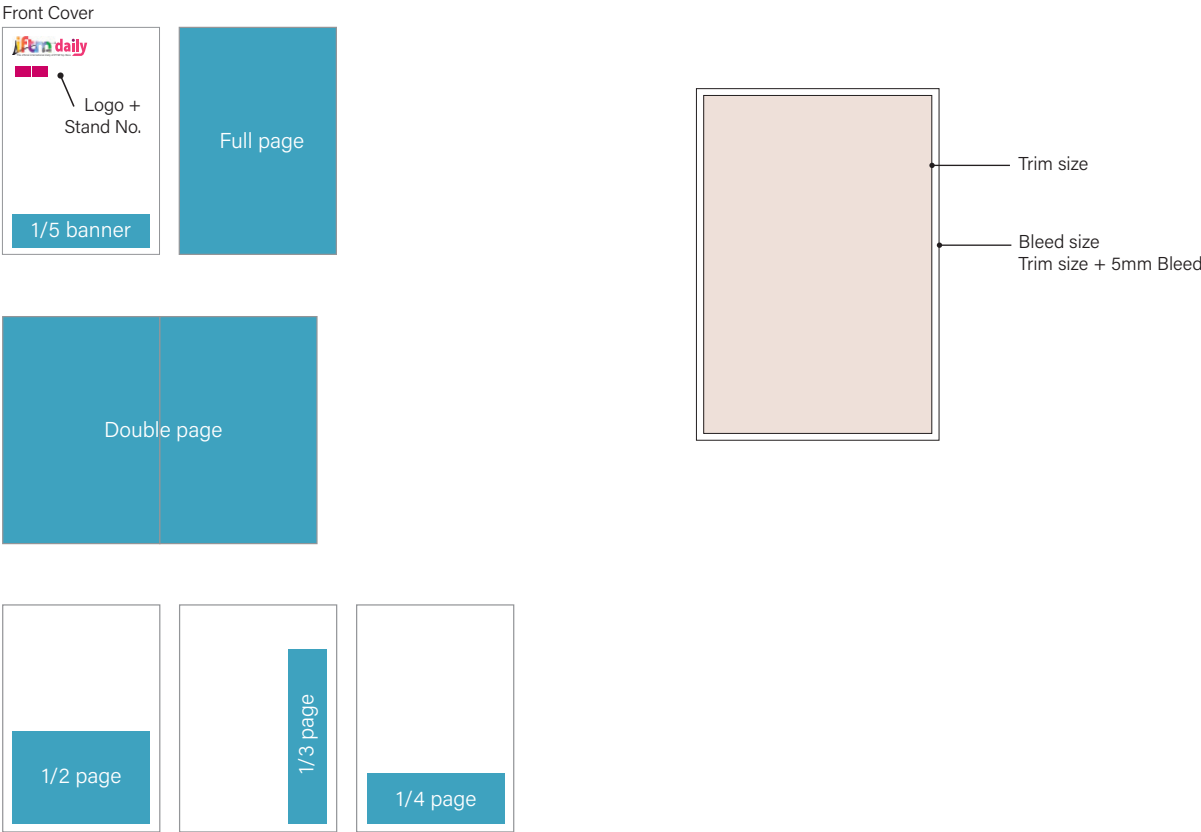 Front Cover
iftm daily
Logo +
Stand No.
1/5 banner
Full page
Trim size
Bleed size
Trim size + 5mm Bleed
Double page
1/2 page
1/3 page
1/4 page